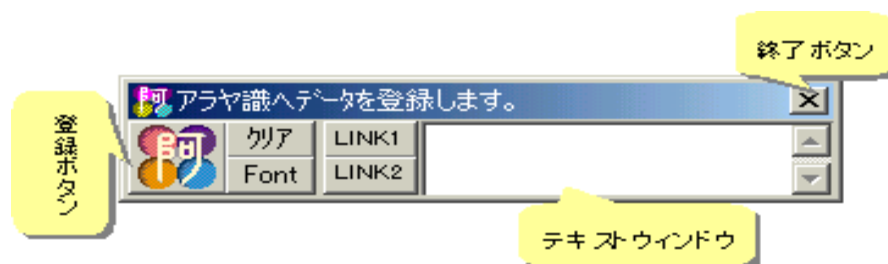 終了ボタン
阿 アラヤ識へデータを登録します。
登録ボタン
阿
クリア
LINK1
Font
LINK2
テキストウィンドウ